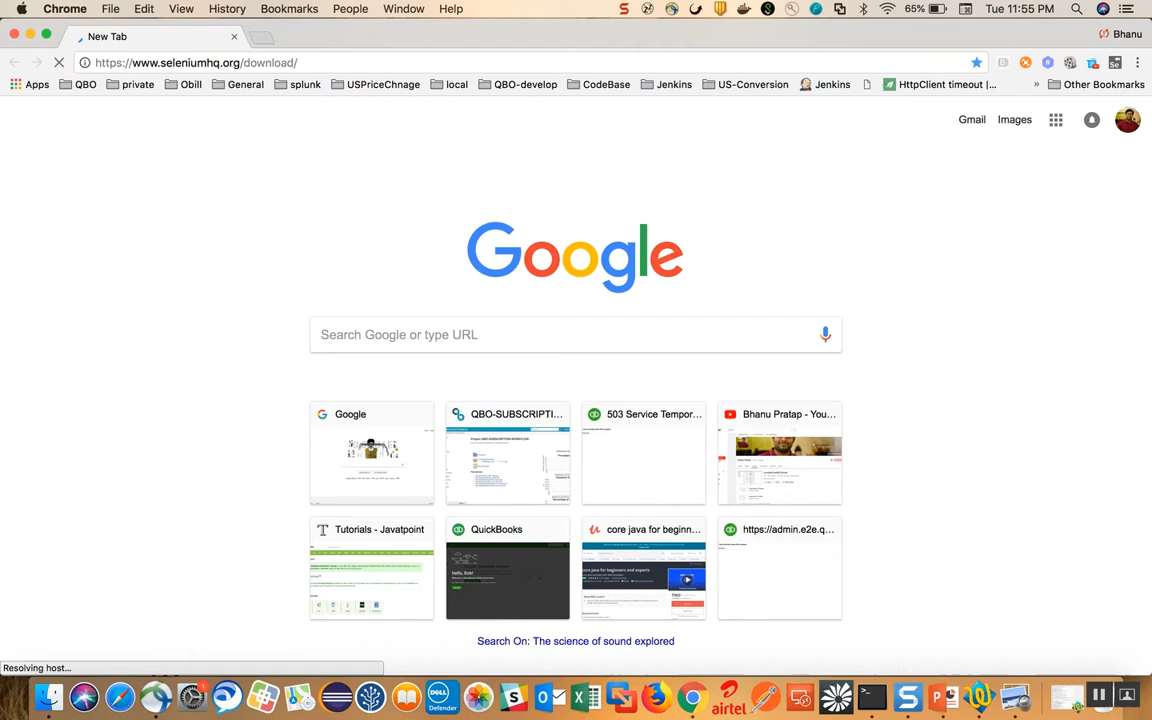 Chrome File Edit View History Bookmarks People Window Help 65% Tue 11:55 PM
New Tab Bhanu
https://www.seleniumhq.org/download/
Apps QBO private Obill General splunk USPriceChnage local QBO-develop CodeBase Jenkins US-Conversion Jenkins HttpClient timeout |... » Other Bookmarks
Gmail Images
Google
Search Google or type URL
Google QBO-SUBSCRIPTI... 503 Service Tempor... Bhanu Pratap - You...
Tutorials - Javatpoint QuickBooks core java for beginn... https://admin.e2e.q...
Search On: The science of sound explored
Resolving host...
DELL
Defender
airtel